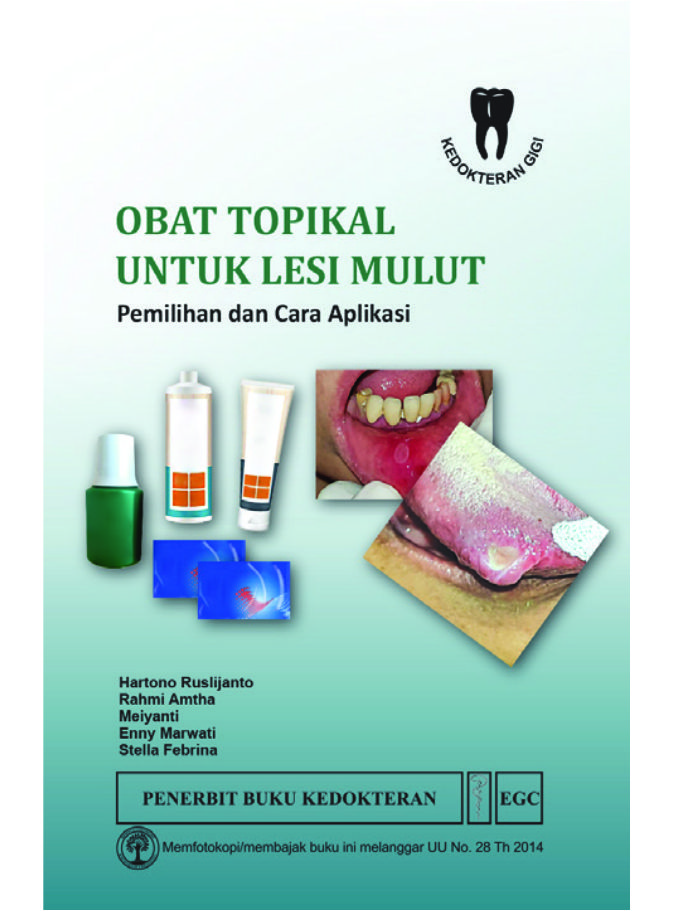 KEDOKTERAN GIGI
OBAT TOPIKAL
UNTUK LESI MULUT
Pemilihan dan Cara Aplikasi
Hartono Ruslijanto
Rahmi Amtha
Meiyanti
Enny Marwati
Stella Febrina
PENERBIT BUKU KEDOKTERAN EGC
Memfotokopi/membajak buku ini melanggar UU No. 28 Th 2014